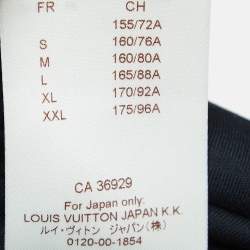 FR CH
155/72A
S 160/76A
M 160/80A
L 165/88A
XL 170/92A
XXL 175/96A
CA 36929
For Japan only:
LOUIS VUITTON JAPAN K.K.
ルイ・ヴィトン ジャパン(株)
0120-00-1854